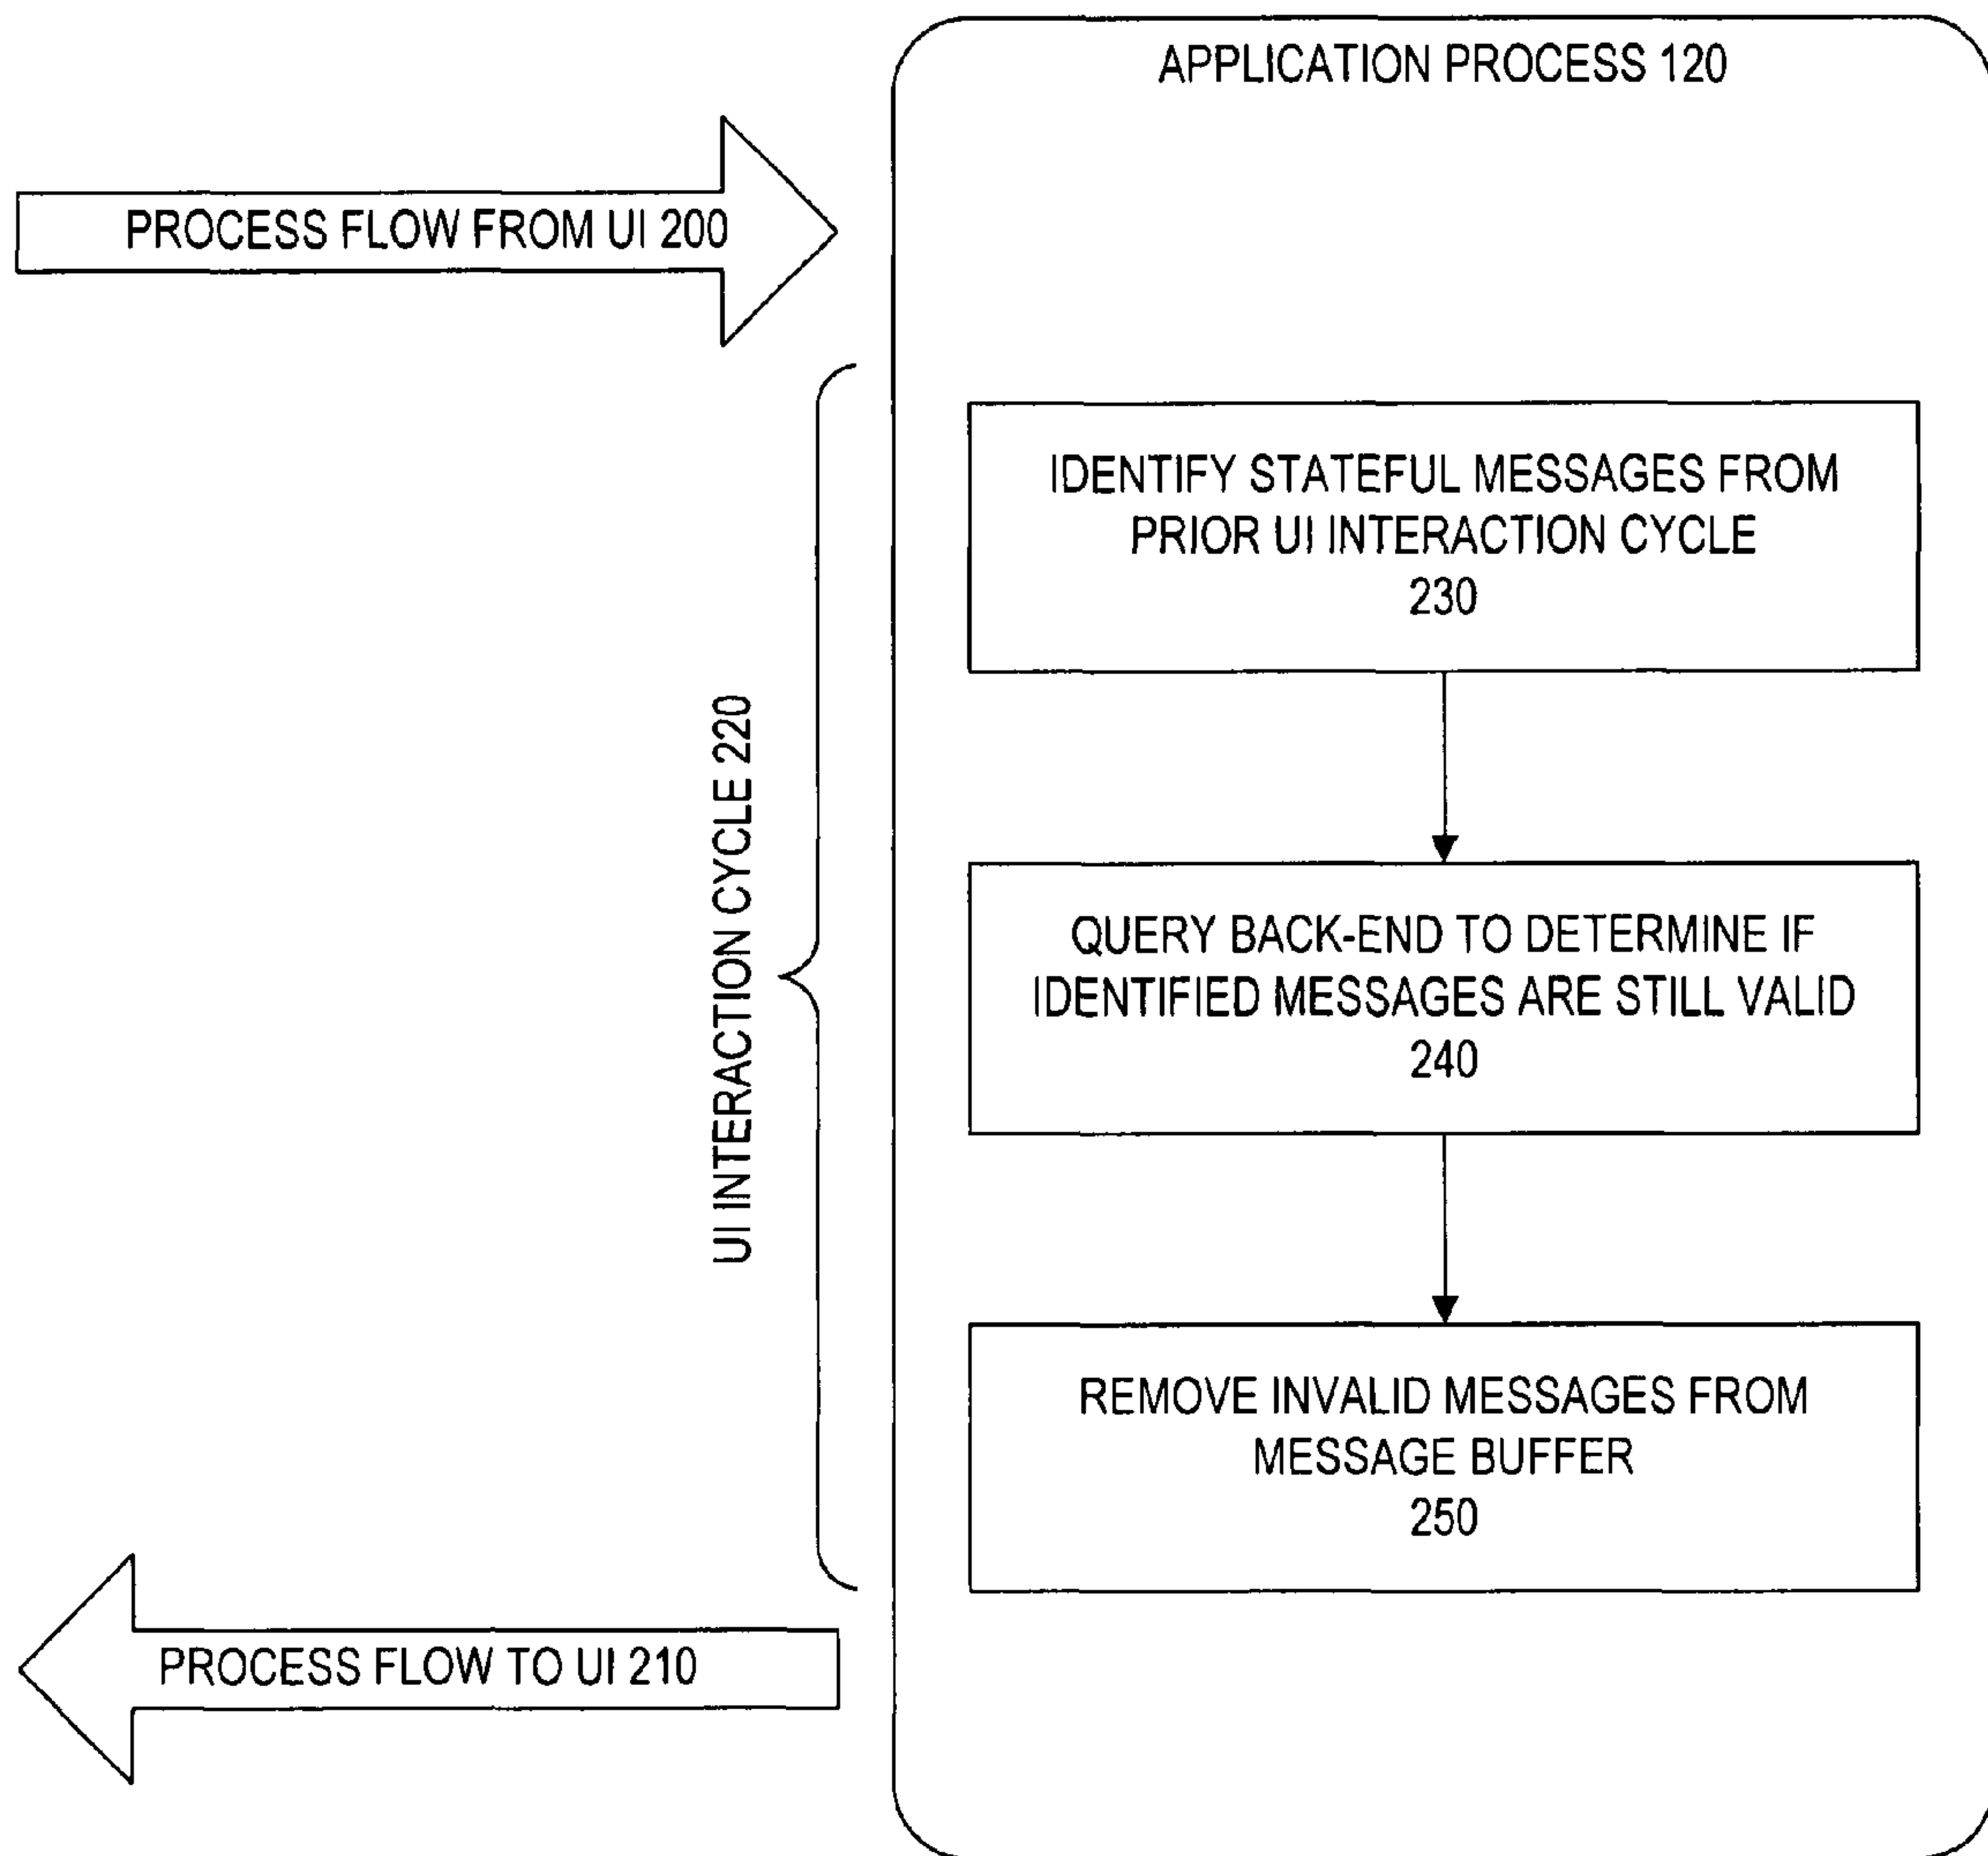 APPLICATION PROCESS 120
PROCESS FLOW FROM UI 200
IDENTIFY STATEFUL MESSAGES FROM
PRIOR UI INTERACTION CYCLE
230
UI INTERACTION CYCLE 220
QUERY BACK-END TO DETERMINE IF
IDENTIFIED MESSAGES ARE STILL VALID
240
REMOVE INVALID MESSAGES FROM
MESSAGE BUFFER
250
PROCESS FLOW TO UI 210